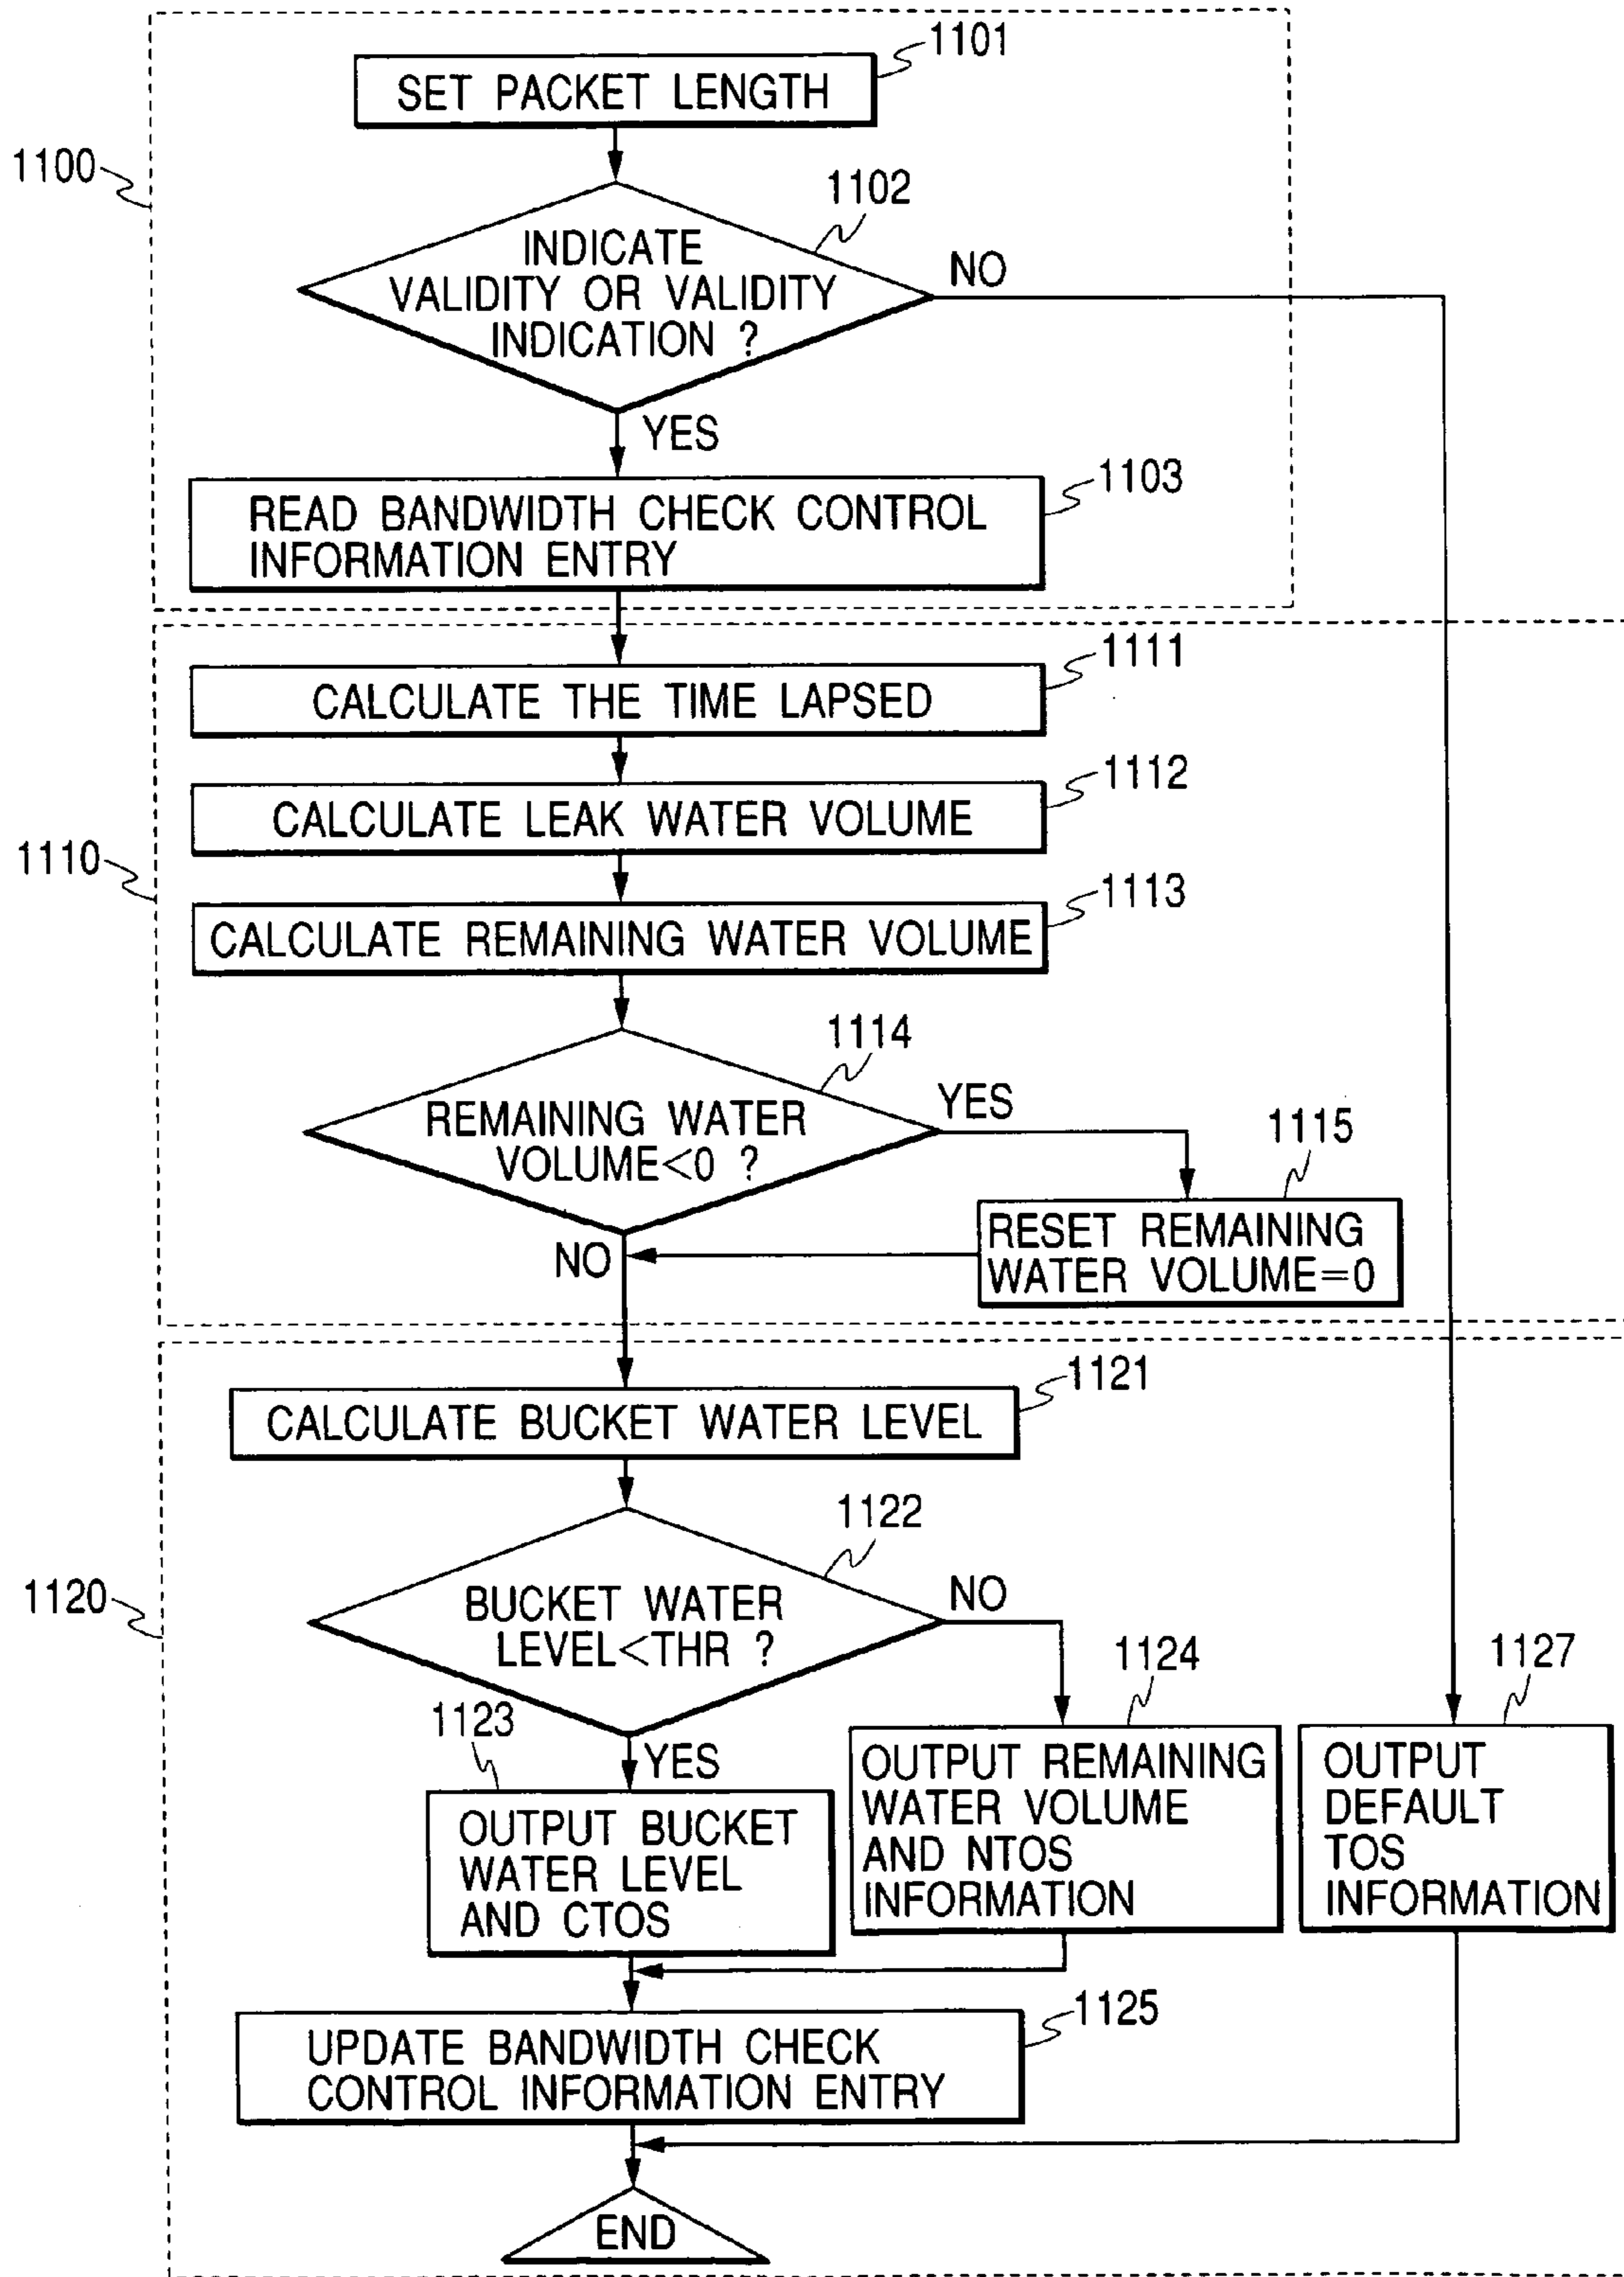 1101
SET PACKET LENGTH
1100
1102
INDICATE
VALIDITY OR VALIDITY
INDICATION ?
NO
YES
1103
READ BANDWIDTH CHECK CONTROL
INFORMATION ENTRY
1111
CALCULATE THE TIME LAPSED
1112
CALCULATE LEAK WATER VOLUME
1110
1113
CALCULATE REMAINING WATER VOLUME
1114
REMAINING WATER
VOLUME<0 ?
YES
1115
RESET REMAINING
WATER VOLUME=0
NO
1121
CALCULATE BUCKET WATER LEVEL
1122
BUCKET WATER
LEVEL<THR ?
NO
1120
1123
YES
1124
1127
OUTPUT BUCKET
WATER LEVEL
AND CTOS
OUTPUT REMAINING
WATER VOLUME
AND NTOS
INFORMATION
OUTPUT
DEFAULT
TOS
INFORMATION
1125
UPDATE BANDWIDTH CHECK
CONTROL INFORMATION ENTRY
END